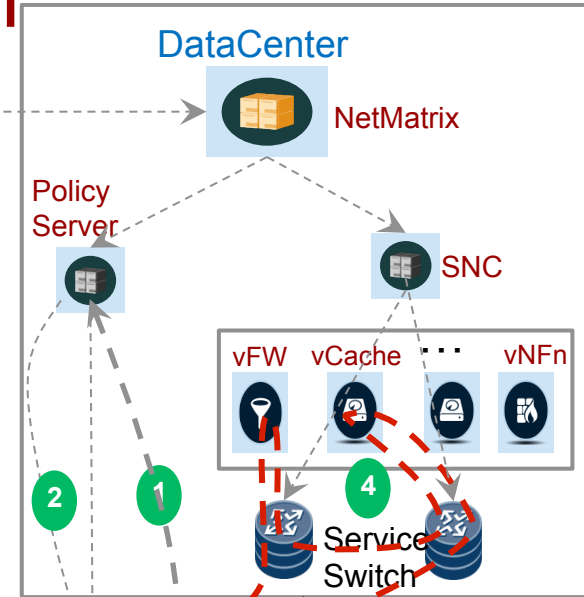 DataCenter
NetMatrix
Policy
Server
SNC
vFW vCache ... vNFn
2 1 4
Service
Switch